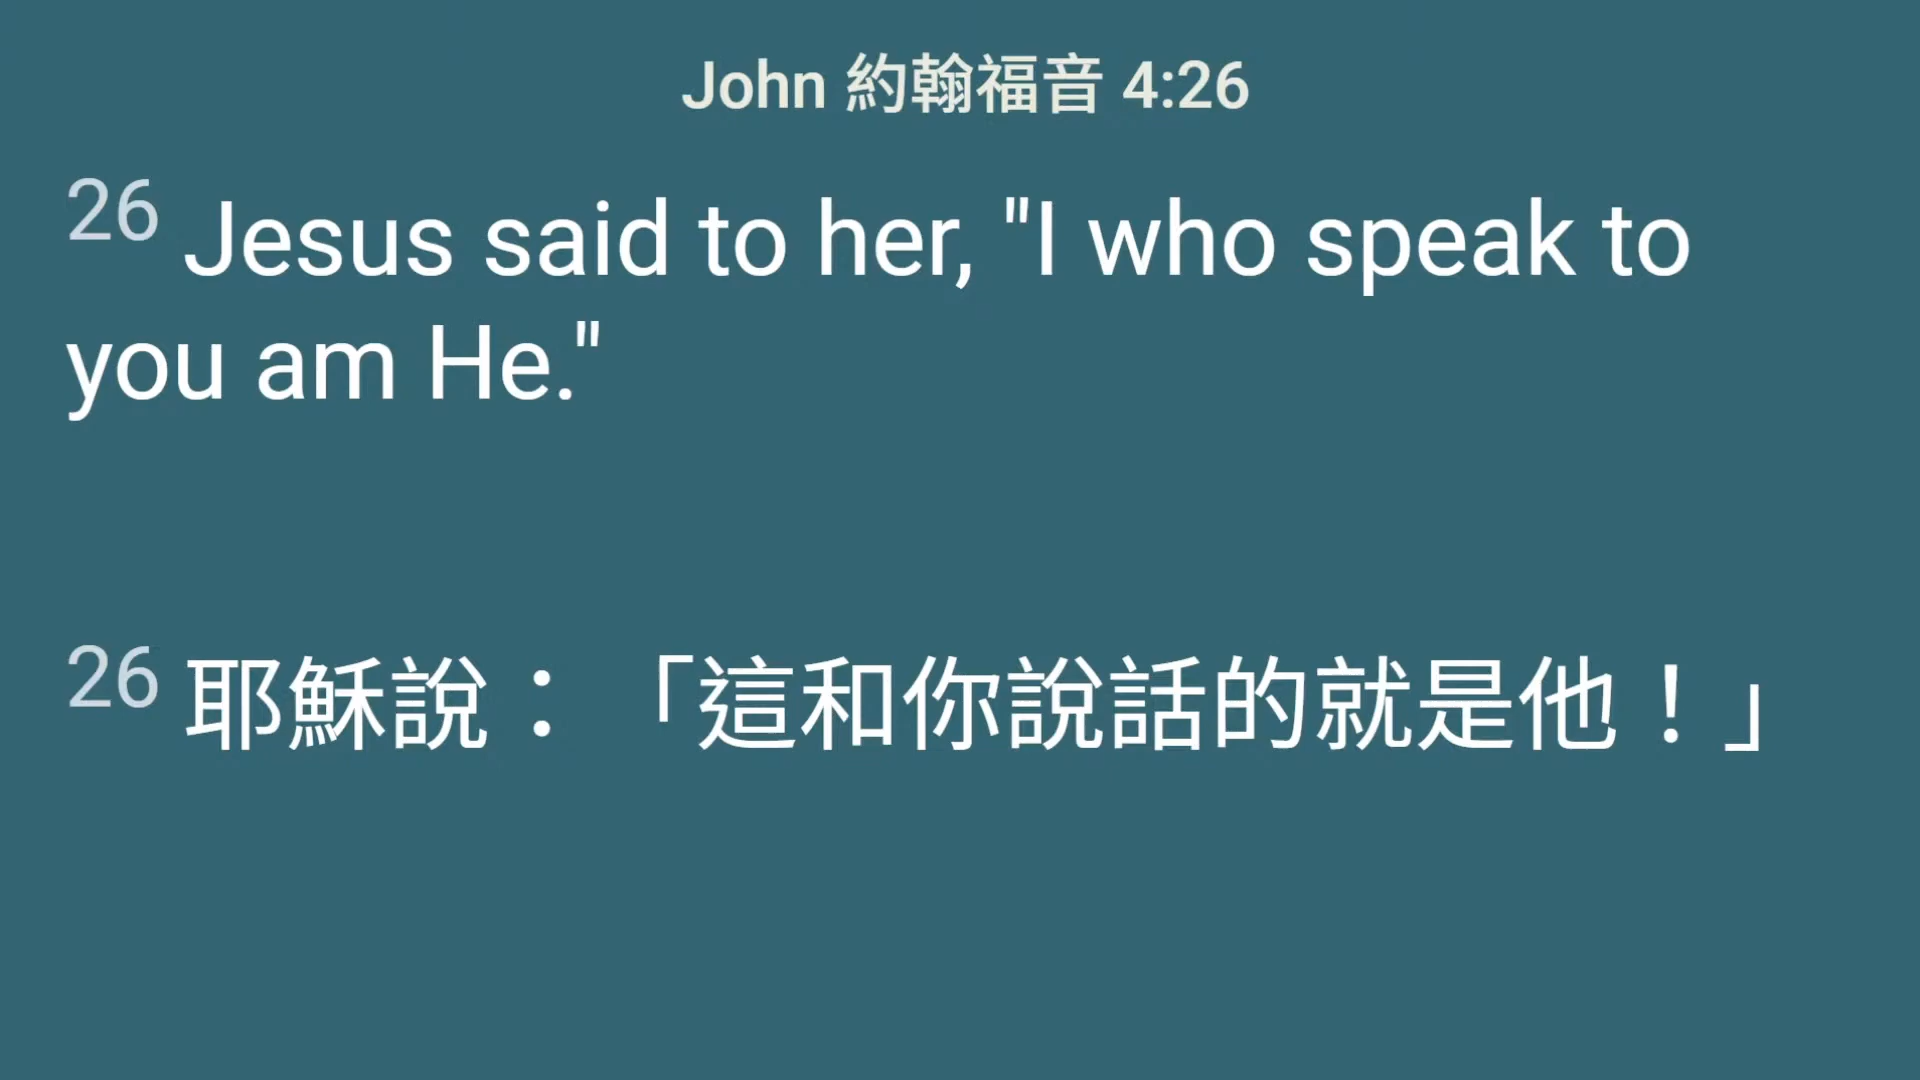 John 約翰福音 4:26
26 Jesus said to her, "I who speak to
you am He."
26 耶穌說：「這和你說話的就是他！」